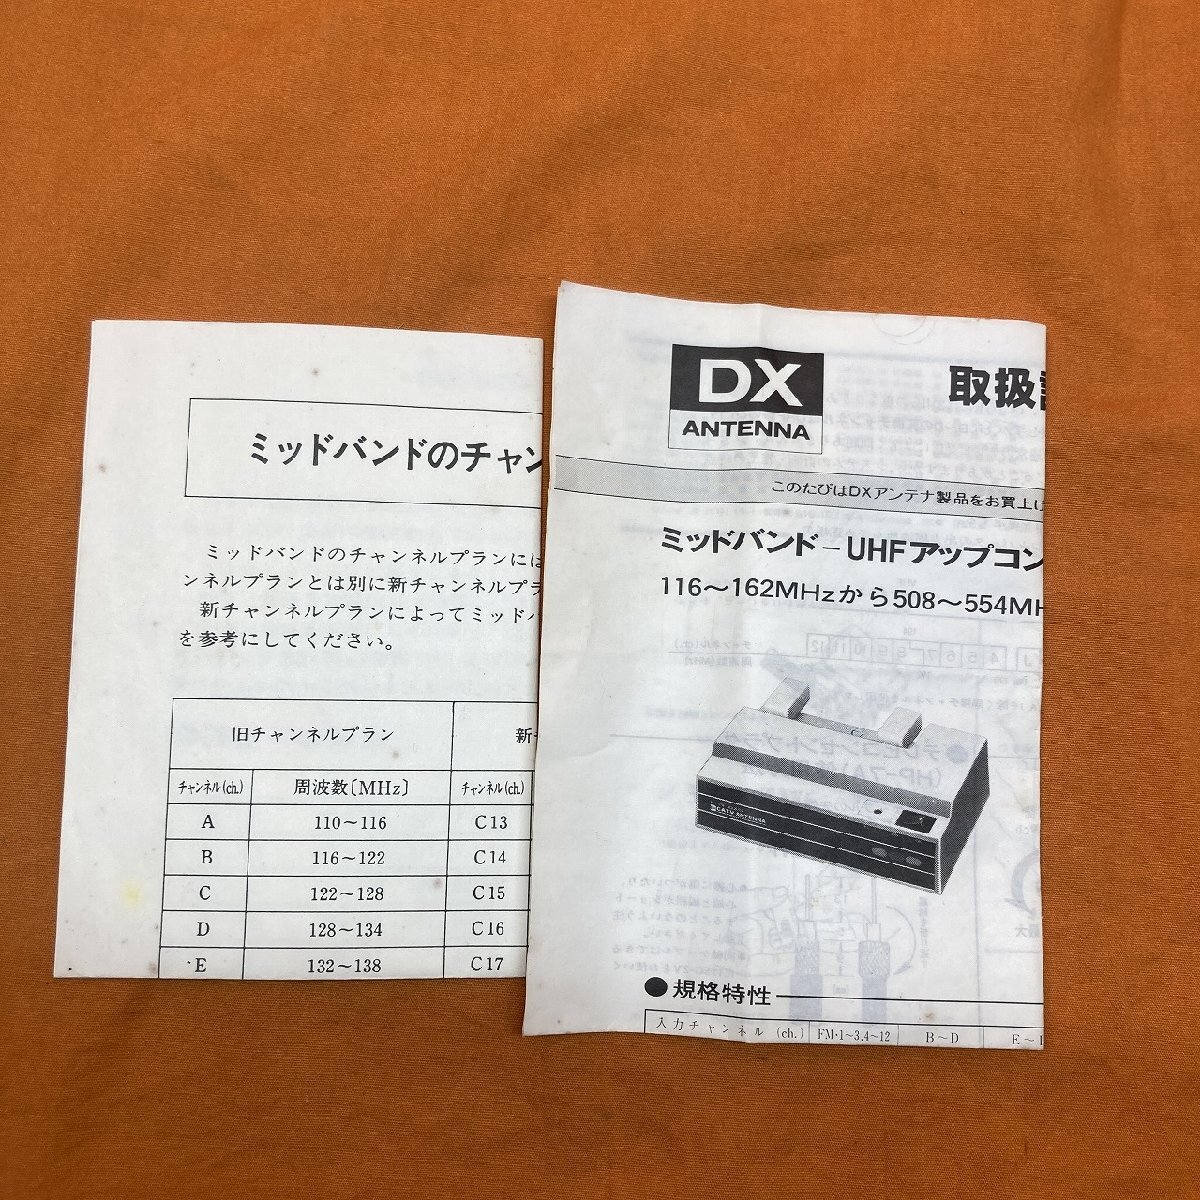 ミッドバンドのチャン
ミッドバンドのチャンネルプランには
ンネルプランとは別に新チャンネルプラ
新チャンネルプランによってミッドバ
を参考にしてください。
旧チャンネルプラン 新
チャンネル(ch.) 周波数〔MHz〕 チャンネル(ch.)
A 110～116 C13
B 116～122 C14
C 122～128 C15
D 128～134 C16
E 132～138 C17
DX
ANTENNA
取扱説
このたびはDXアンテナ製品をお買上げ
ミッドバンド－UHFアップコン
116～162MHzから508～554MH
CATV ANTENNA
●規格特性
入力チャンネル (ch.) FM・1~3.4~12 B～D E～